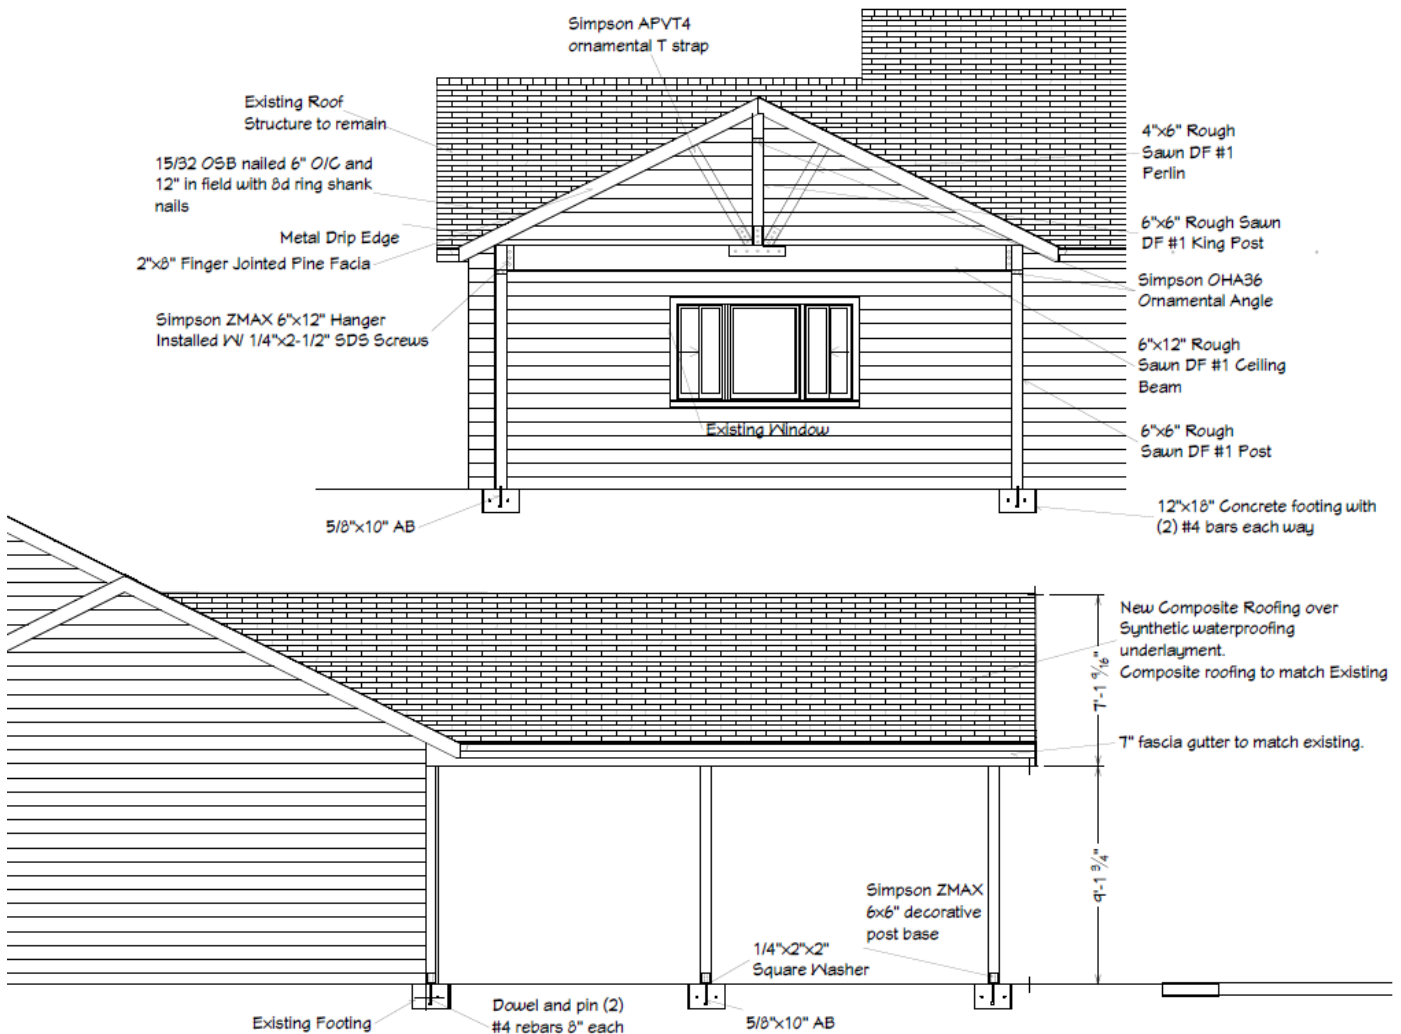 Simpson APVT4
ornamental T strap
Existing Roof
Structure to remain
15/32 OSB nailed 6" O/C and
12" in field with 8d ring shank
nails
Metal Drip Edge
2"x8" Finger Jointed Pine Facia
Simpson ZMAX 6"x12" Hanger
Installed W/ 1/4"x2-1/2" SDS Screws
4"x6" Rough
Sawn DF #1
Perlin
6"x6" Rough Sawn
DF #1 King Post
Simpson OHA36
Ornamental Angle
6"x12" Rough
Sawn DF #1 Ceiling
Beam
6"x6" Rough
Sawn DF #1 Post
Existing Window
5/8"x10" AB
12"x18" Concrete footing with
(2) #4 bars each way
New Composite Roofing over
Synthetic waterproofing
underlayment.
Composite roofing to match Existing
7'-1 9/16"
7" fascia gutter to match existing.
9'-1 3/4"
Simpson ZMAX
6x6" decorative
post base
1/4"x2"x2"
Square Washer
Existing Footing
Dowel and pin (2)
#4 rebars 8" each
5/8"x10" AB